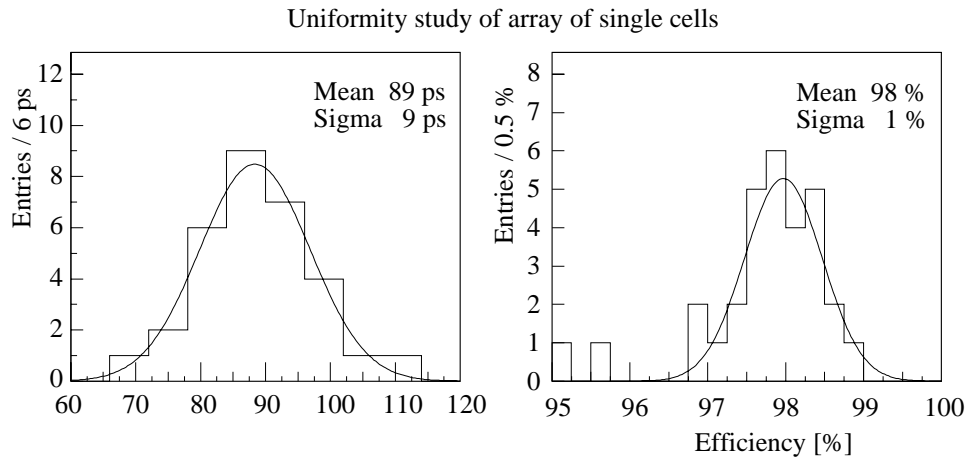 Uniformity study of array of single cells
Entries / 6 ps
12
10
8
6
4
2
0
60 70 80 90 100 110 120
Mean 89 ps
Sigma 9 ps
Entries / 0.5 %
8
7
6
5
4
3
2
1
0
95 96 97 98 99 100
Mean 98 %
Sigma 1 %
Efficiency [%]